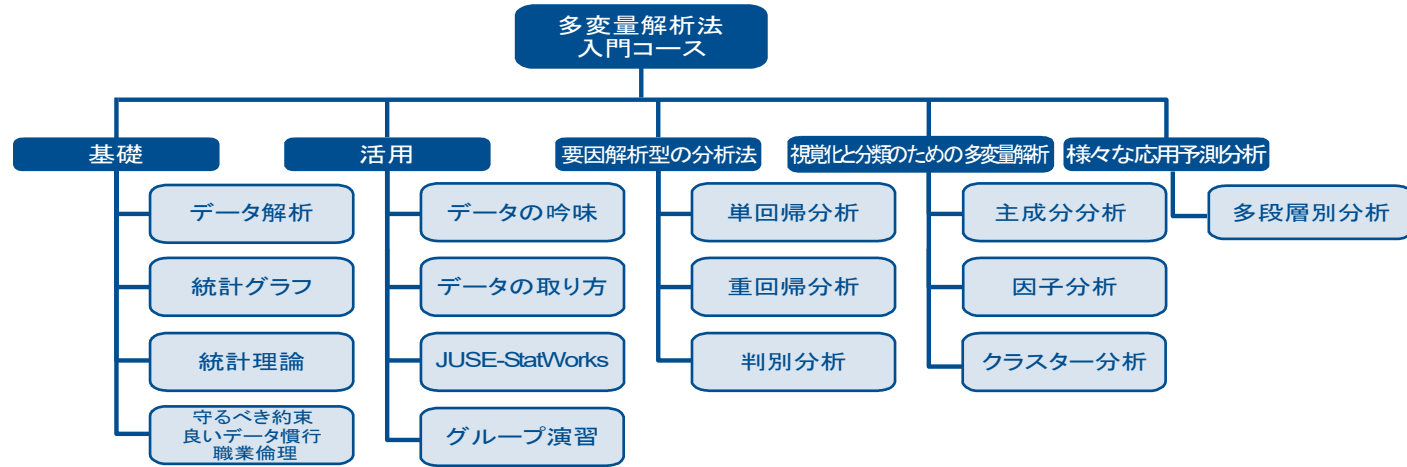 多変量解析法
入門コース
基礎
活用
要因解析型の分析法
視覚化と分類のための多変量解析
様々な応用予測分析
データ解析
データの吟味
単回帰分析
主成分分析
多段層別分析
統計グラフ
データの取り方
重回帰分析
因子分析
統計理論
JUSE-StatWorks
判別分析
クラスター分析
守るべき約束
良いデータ慣行
職業倫理
グループ演習